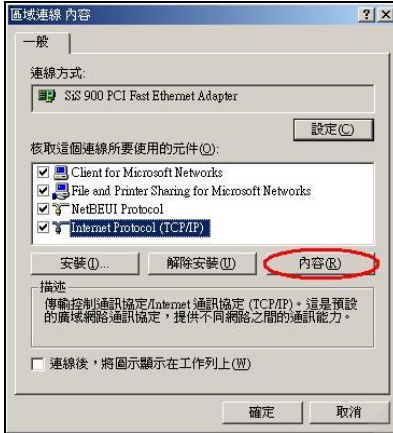 區域連線 內容
一般
連線方式:
SiS 900 PCI Fast Ethernet Adapter
設定(C)
核取這個連線所要使用的元件(O):
Client for Microsoft Networks
File and Printer Sharing for Microsoft Networks
NetBEUI Protocol
Internet Protocol (TCP/IP)
安裝(I)... 解除安裝(U) 內容(R)
描述
傳輸控制通訊協定/Internet 通訊協定 (TCP/IP)。這是預設
的廣域網路通訊協定，提供不同網路之間的通訊能力。
連線後，將圖示顯示在工作列上(W)
確定 取消